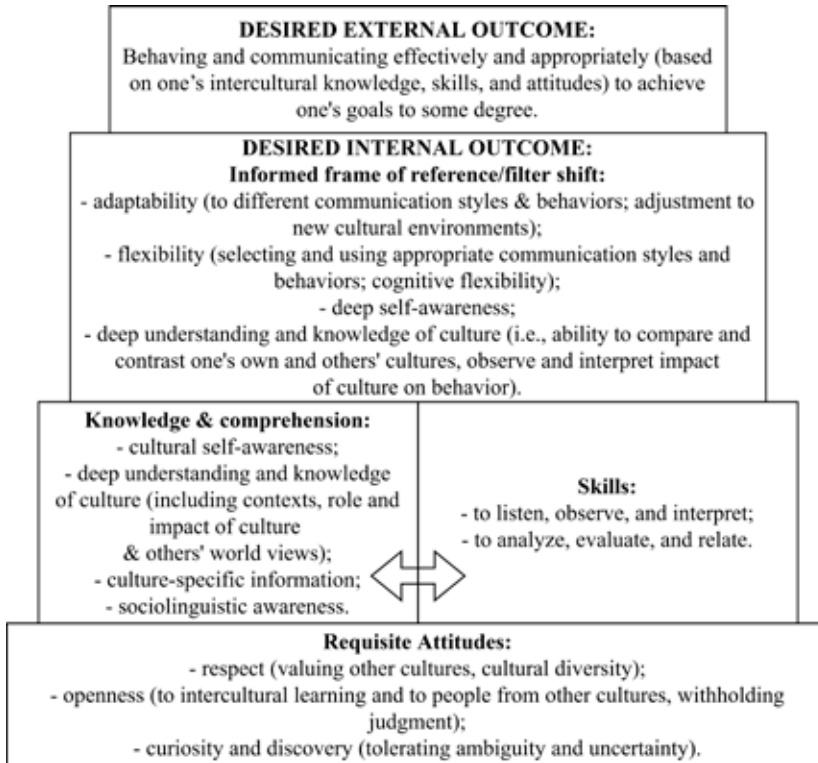 DESIRED EXTERNAL OUTCOME:
Behaving and communicating effectively and appropriately (based
on one's intercultural knowledge, skills, and attitudes) to achieve
one's goals to some degree.
DESIRED INTERNAL OUTCOME:
Informed frame of reference/filter shift:
- adaptability (to different communication styles & behaviors; adjustment to
new cultural environments);
- flexibility (selecting and using appropriate communication styles and
behaviors; cognitive flexibility);
- deep self-awareness;
- deep understanding and knowledge of culture (i.e., ability to compare and
contrast one's own and others' cultures, observe and interpret impact
of culture on behavior).
Knowledge & comprehension:
- cultural self-awareness;
- deep understanding and knowledge
of culture (including contexts, role and
impact of culture
& others' world views);
- culture-specific information;
- sociolinguistic awareness.
Skills:
- to listen, observe, and interpret;
- to analyze, evaluate, and relate.
Requisite Attitudes:
- respect (valuing other cultures, cultural diversity);
- openness (to intercultural learning and to people from other cultures, withholding
judgment);
- curiosity and discovery (tolerating ambiguity and uncertainty).